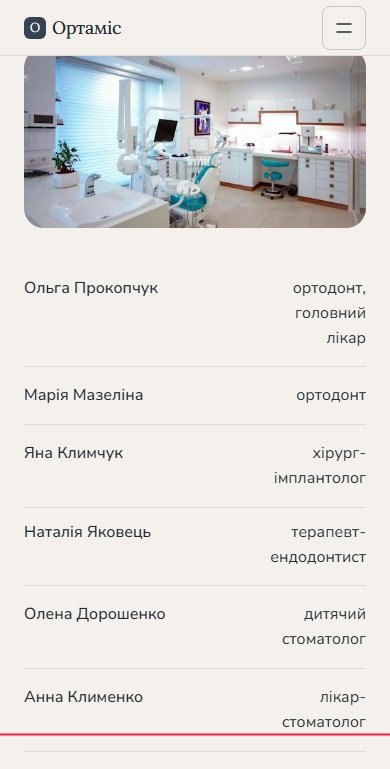 О Ортаміс
Ольга Прокопчук
ортодонт,
головний
лікар
Марія Мазеліна
ортодонт
Яна Климчук
хірург-
імплантолог
Наталія Яковець
терапевт-
ендодонтист
Олена Дорошенко
дитячий
стоматолог
Анна Клименко
лікар-
стоматолог